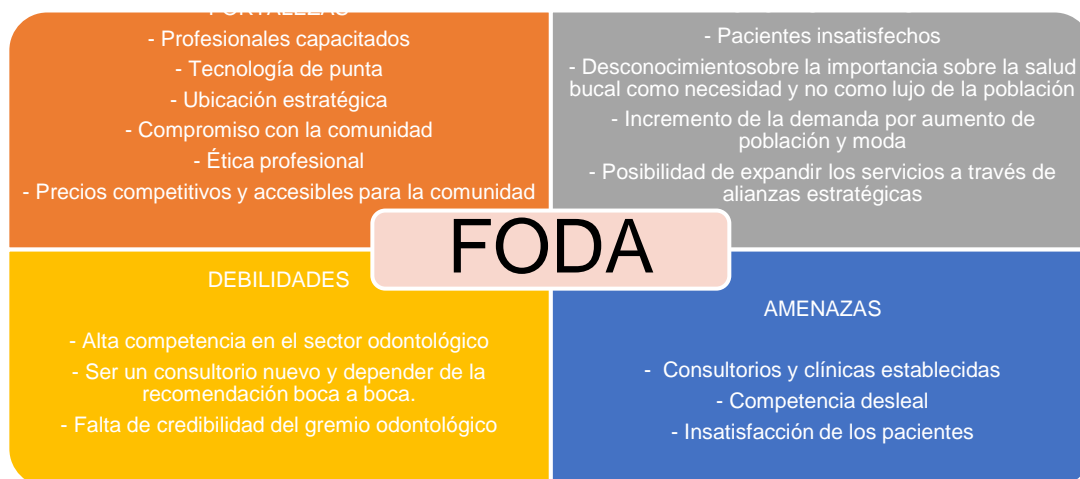 FORTALEZAS
- Profesionales capacitados
- Tecnología de punta
- Ubicación estratégica
- Compromiso con la comunidad
- Ética profesional
- Precios competitivos y accesibles para la comunidad
- Pacientes insatisfechos
- Desconocimientosobre la importancia sobre la salud
bucal como necesidad y no como lujo de la población
- Incremento de la demanda por aumento de
población y moda
- Posibilidad de expandir los servicios a través de
alianzas estratégicas
FODA
DEBILIDADES
- Alta competencia en el sector odontológico
- Ser un consultorio nuevo y depender de la
recomendación boca a boca.
- Falta de credibilidad del gremio odontológico
AMENAZAS
- Consultorios y clínicas establecidas
- Competencia desleal
- Insatisfacción de los pacientes